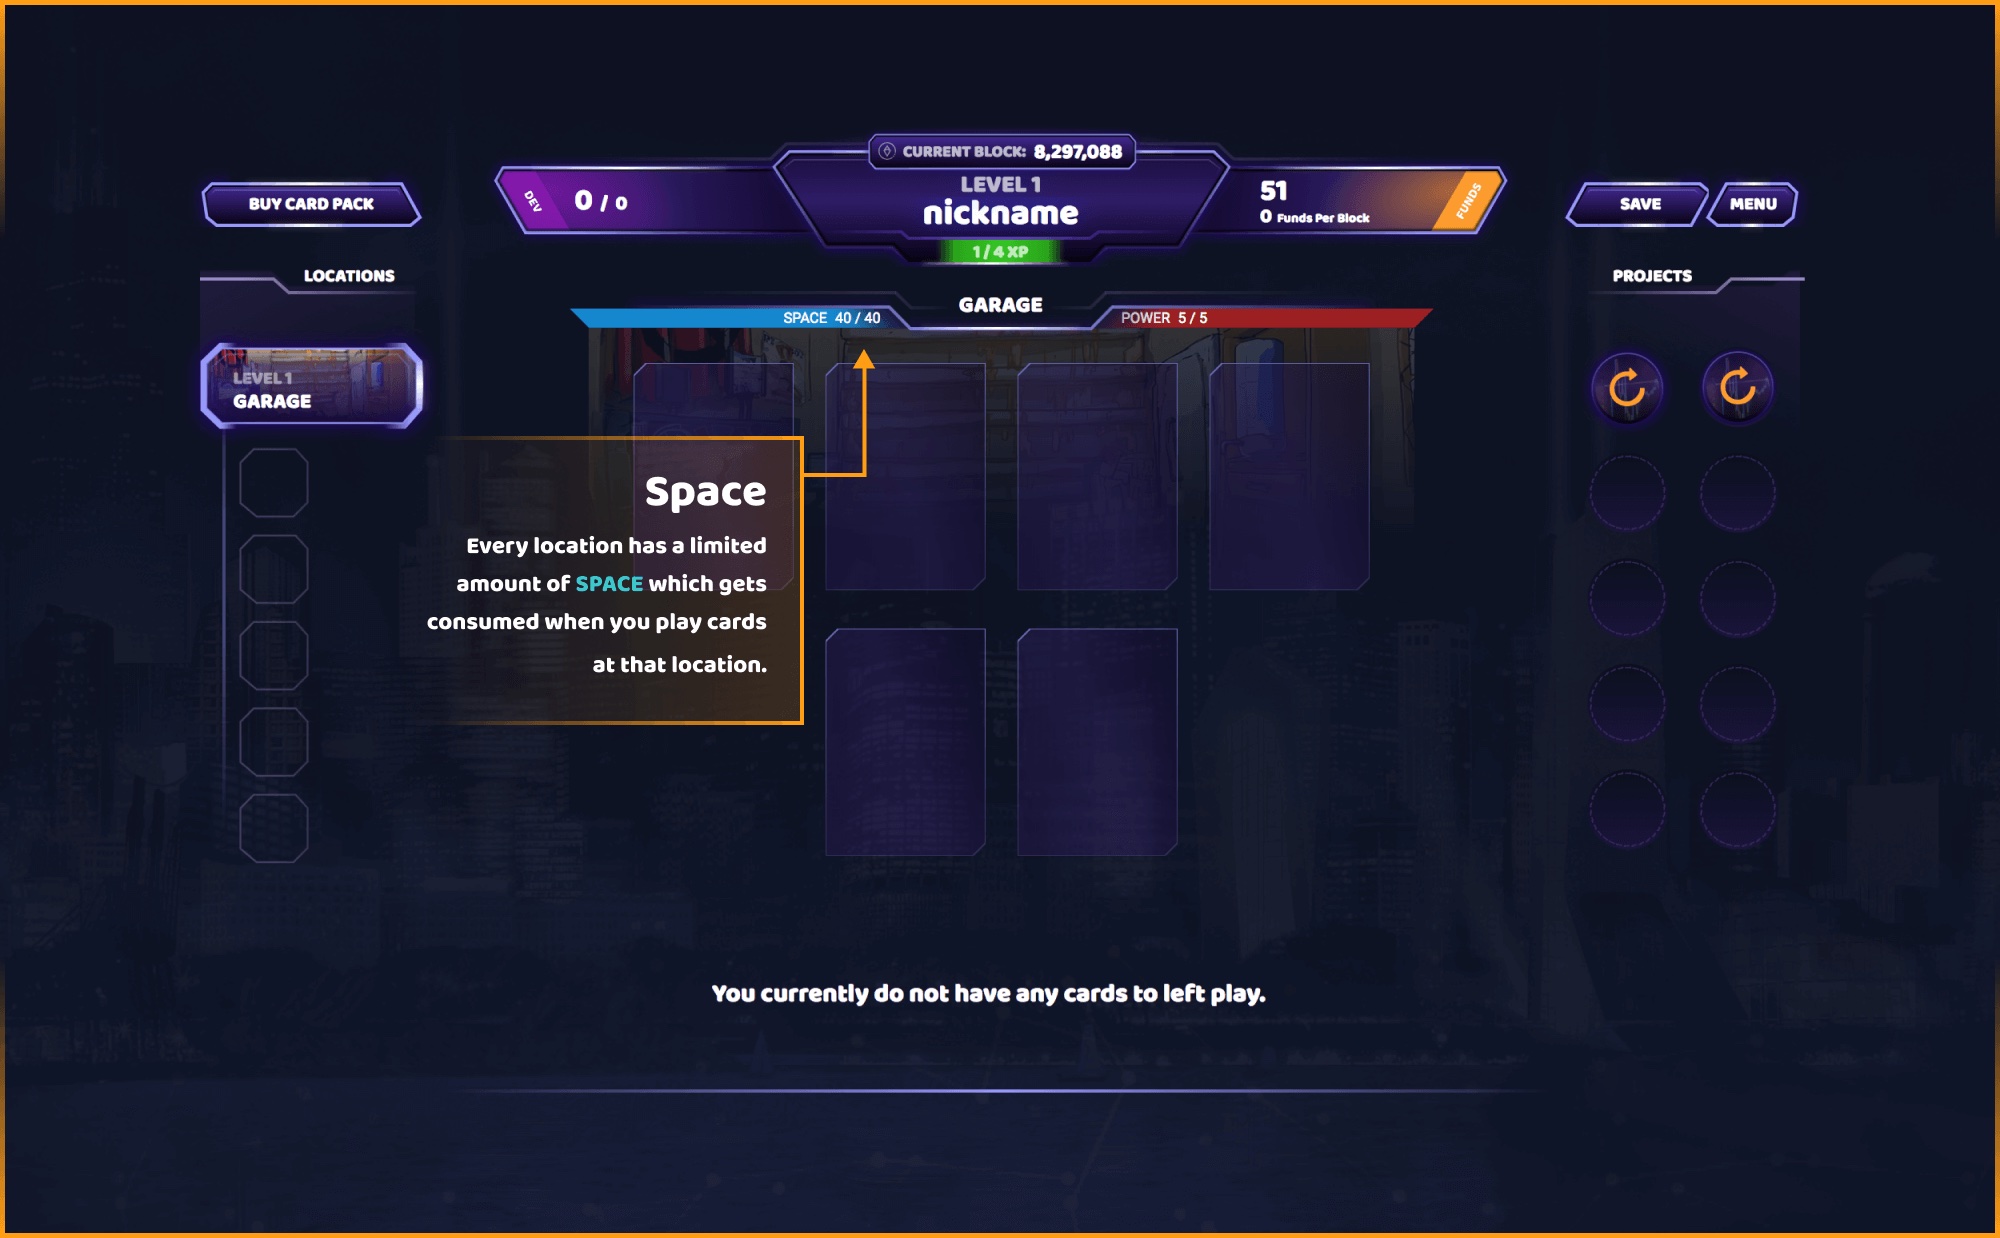 CURRENT BLOCK: 8,297,088
BUY CARD PACK
DEV
0 / 0
LEVEL 1
nickname
1 / 4 XP
51
0 Funds Per Block
FUNDS
SAVE
MENU
LOCATIONS
PROJECTS
GARAGE
SPACE 40 / 40
POWER 5 / 5
LEVEL 1
GARAGE
Space
Every location has a limited
amount of SPACE which gets
consumed when you play cards
at that location.
You currently do not have any cards to left play.